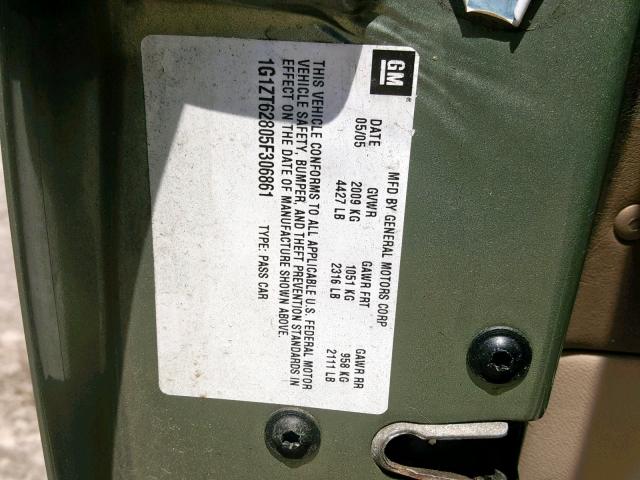 GM
MFD BY GENERAL MOTORS CORP
DATE GVWR GAWR FRT GAWR RR
05/05 2009 KG 1051 KG 958 KG
4427 LB 2316 LB 2111 LB
THIS VEHICLE CONFORMS TO ALL APPLICABLE U.S. FEDERAL MOTOR
VEHICLE SAFETY, BUMPER, AND THEFT PREVENTION STANDARDS IN
EFFECT ON THE DATE OF MANUFACTURE SHOWN ABOVE.
1G1ZT62805F306861 TYPE: PASS CAR